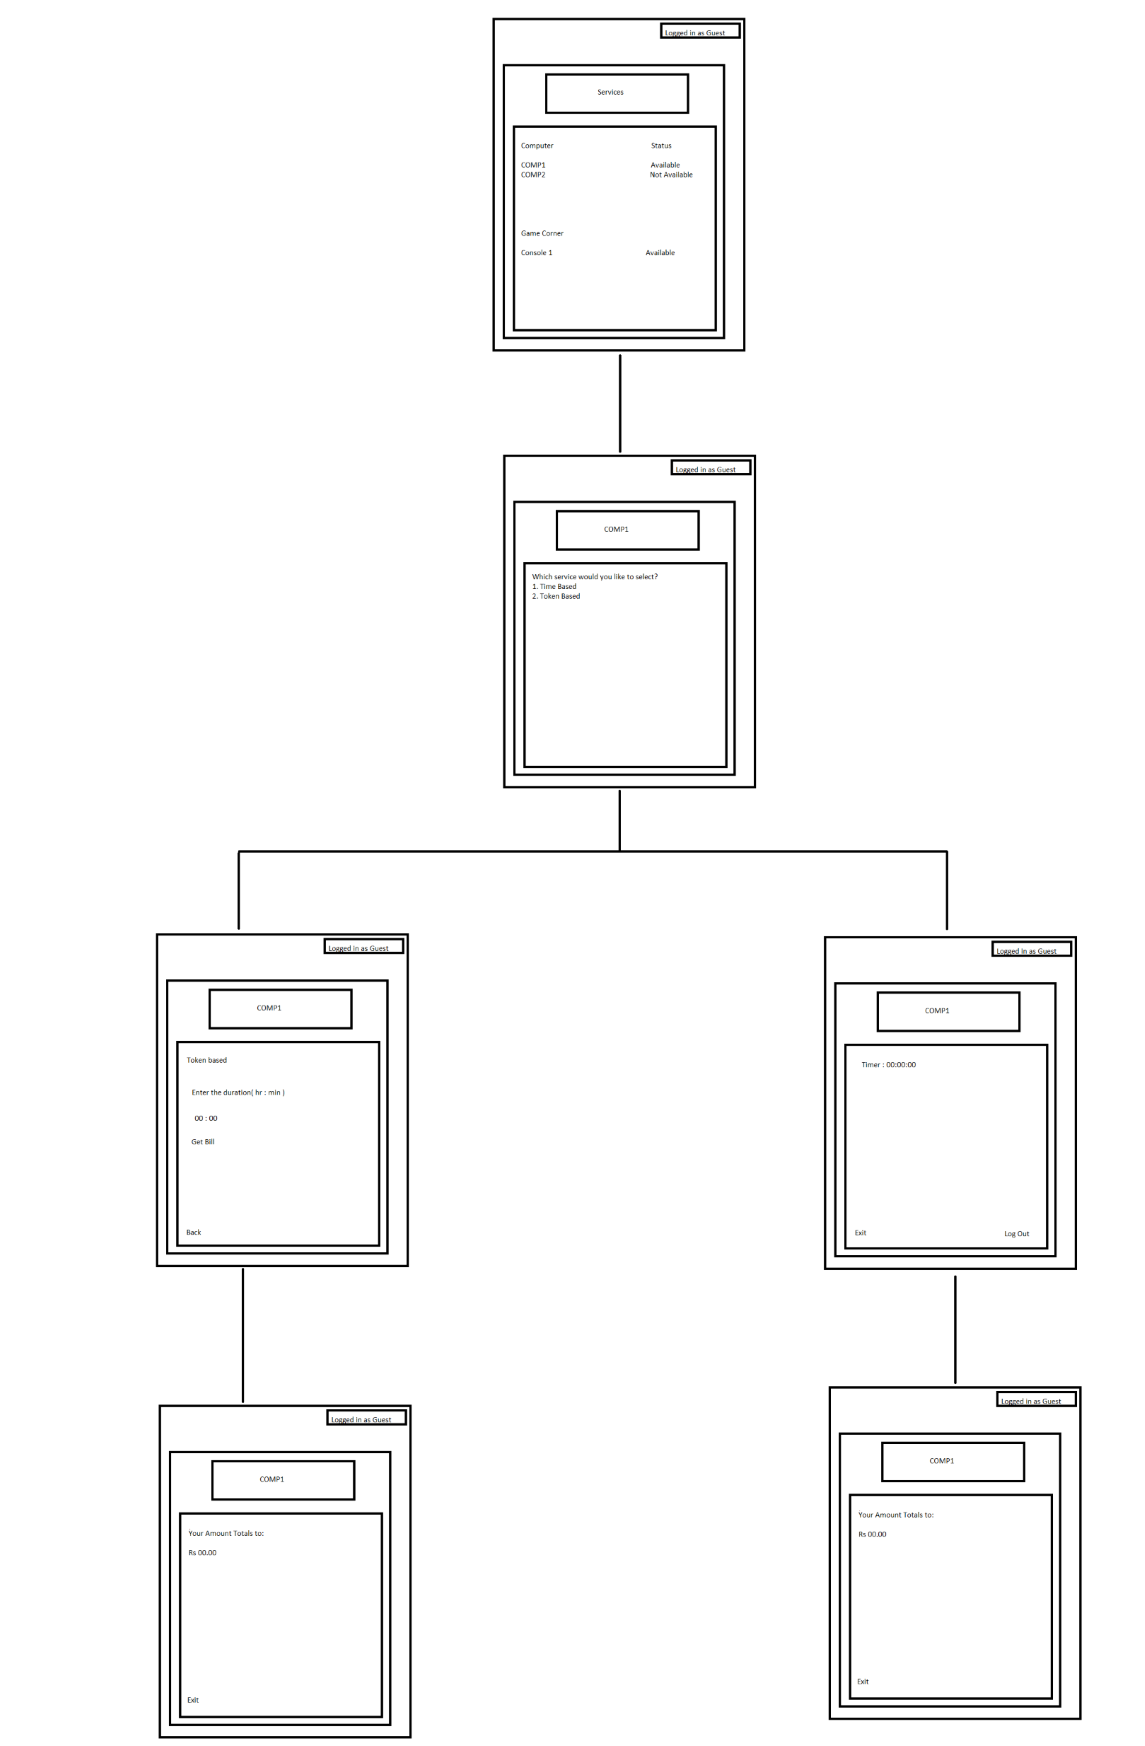 Logged in as Guest
Services
Computer Status
COMP1 Available
COMP2 Not Available
Game Corner
Console 1 Available
Logged in as Guest
COMP1
Which service would you like to select?
1. Time Based
2. Token Based
Logged in as Guest
COMP1
Token based
Enter the duration( hr : min )
00 : 00
Get Bill
Back
Logged in as Guest
COMP1
Timer : 00:00:00
Exit Log Out
Logged in as Guest
COMP1
Your Amount Totals to:
Rs 00.00
Exit
Logged in as Guest
COMP1
Your Amount Totals to:
Rs 00.00
Exit